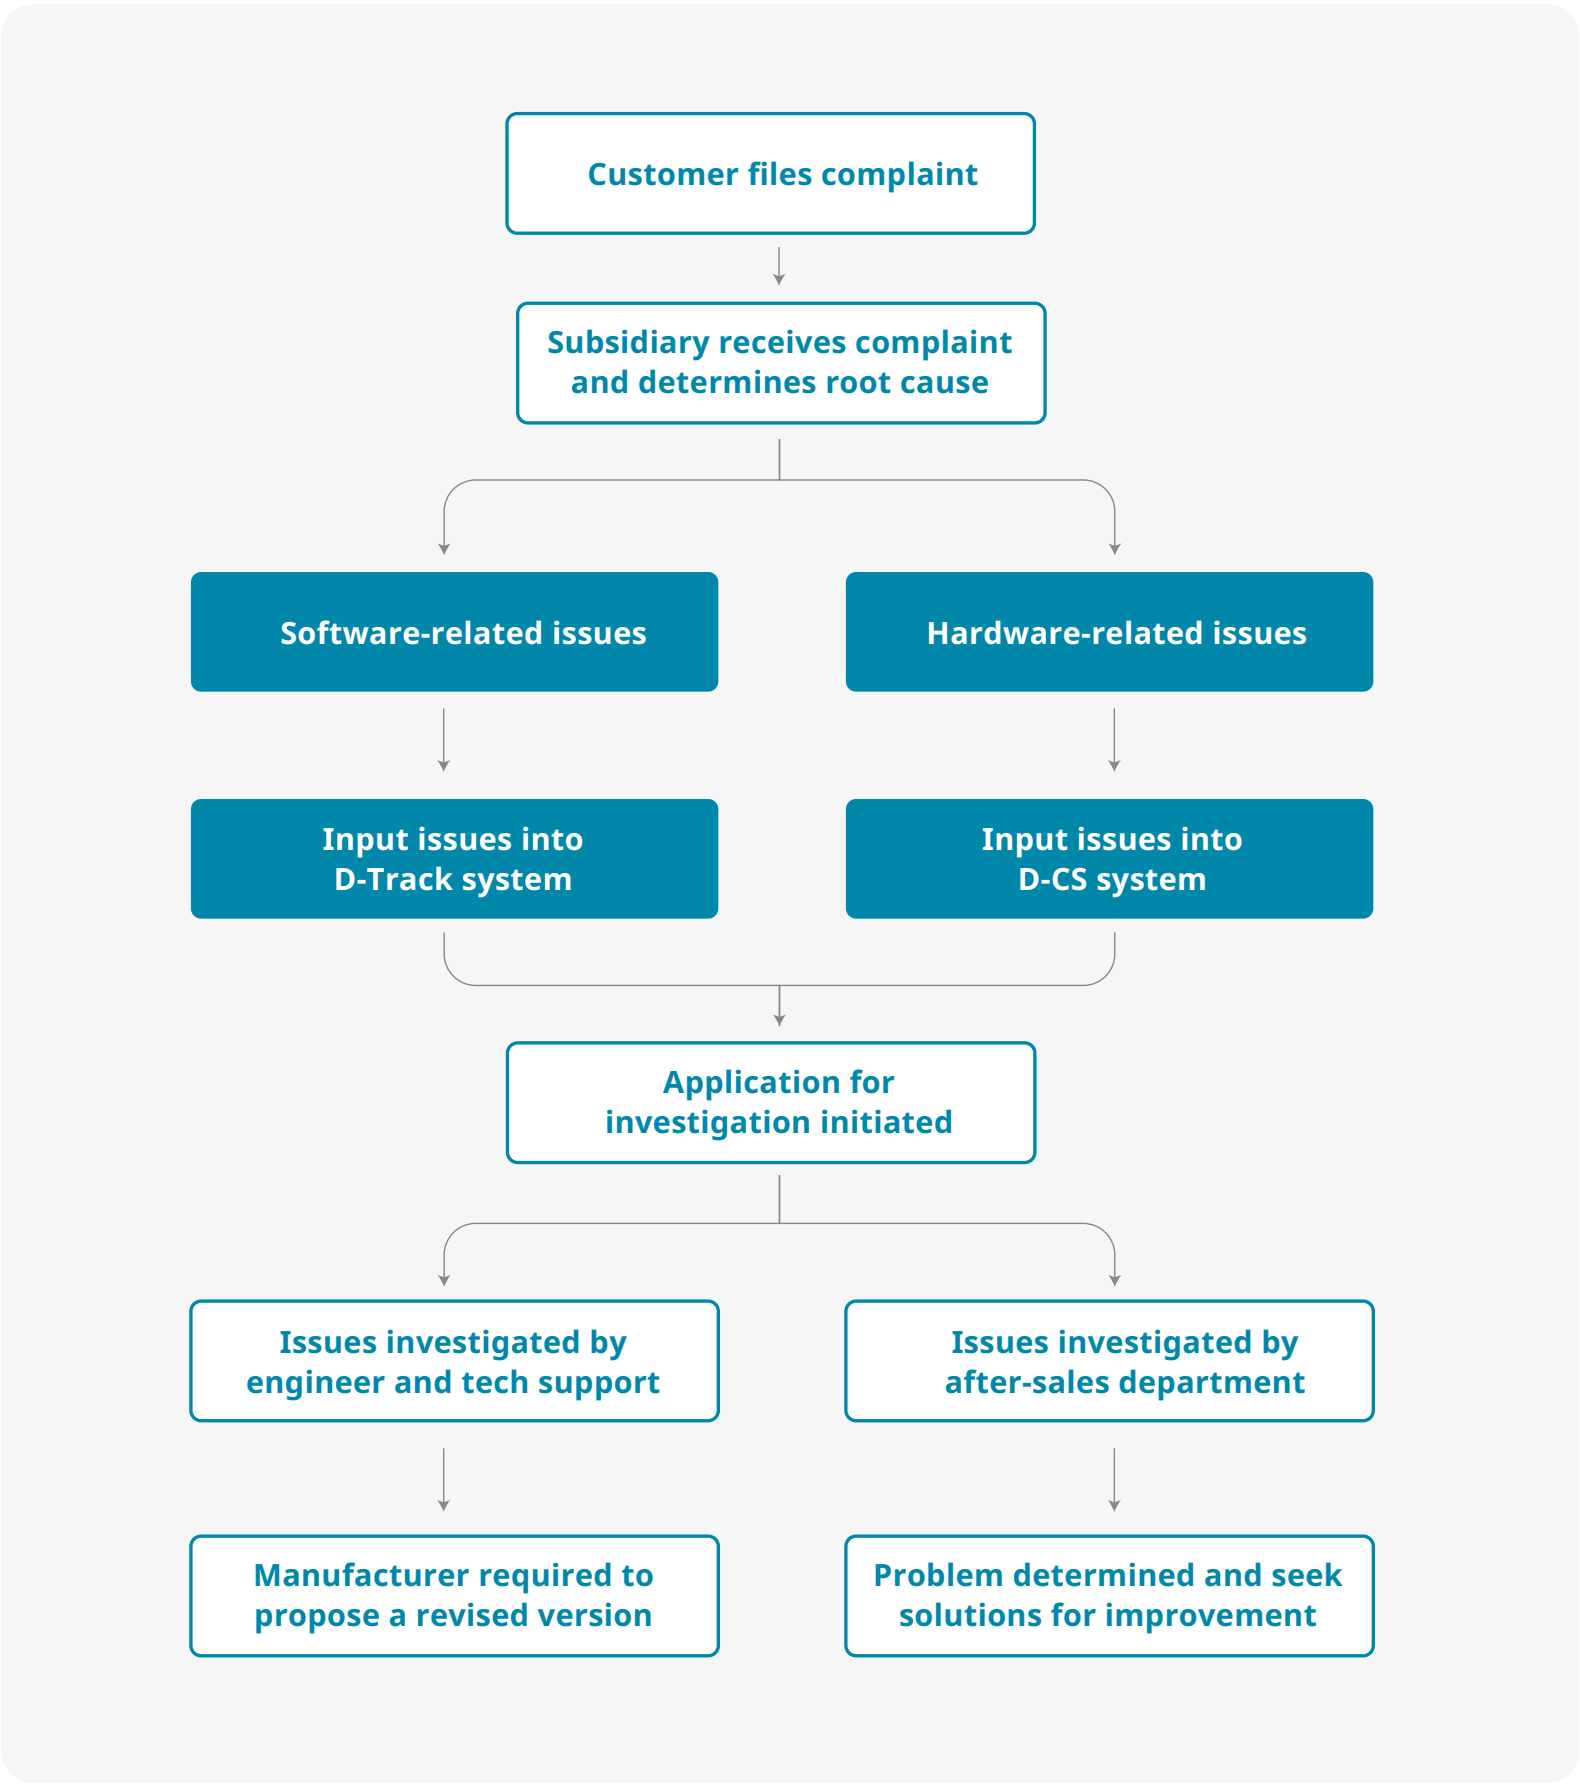 Customer files complaint
Subsidiary receives complaint
and determines root cause
Software-related issues
Hardware-related issues
Input issues into
D-Track system
Input issues into
D-CS system
Application for
investigation initiated
Issues investigated by
engineer and tech support
Issues investigated by
after-sales department
Manufacturer required to
propose a revised version
Problem determined and seek
solutions for improvement